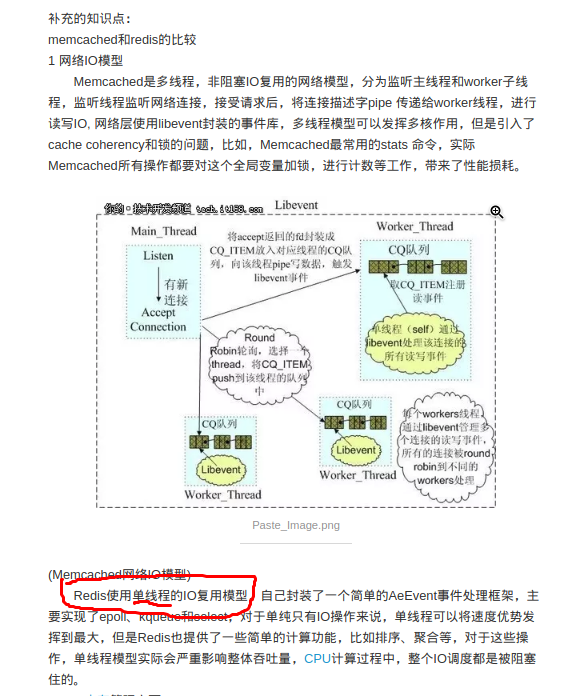 补充的知识点：
memcached和redis的比较
1 网络IO模型
Memcached是多线程，非阻塞IO复用的网络模型，分为监听主线程和worker子线
程，监听线程监听网络连接，接受请求后，将连接描述字pipe 传递给worker线程，进行
读写IO, 网络层使用libevent封装的事件库，多线程模型可以发挥多核作用，但是引入了
cache coherency和锁的问题，比如，Memcached最常用的stats 命令，实际
Memcached所有操作都要对这个全局变量加锁，进行计数等工作，带来了性能损耗。
你的·技术开发频道 tech.it168.com
Libevent
Main_Thread
Listen
有新
连接
Accept
Connection
将accept返回的fd封装成
CQ_ITEM放入对应线程的CQ队
列，向该线程pipe写数据，触发
libevent事件
Worker_Thread
CQ队列
取CQ_ITEM注册
读事件
单线程（self）通过
libevent处理该连接的
所有读写事件
Round
Robin轮询，选择一个
thread，将CQ_ITEM
push到该线程的队列
中
CQ队列
Libevent
Worker_Thread
CQ队列
Libevent
Worker_Thread
每个workers线程，
通过libevent管理多
个连接的读写事件，
所有的连接被round
robin到不同的
workers处理
Paste_Image.png
(Memcached网络IO模型)
Redis使用单线程的IO复用模型，自己封装了一个简单的AeEvent事件处理框架，主
要实现了epoll、kqueue和select，对于单纯只有IO操作来说，单线程可以将速度优势发
挥到最大，但是Redis也提供了一些简单的计算功能，比如排序、聚合等，对于这些操
作，单线程模型实际会严重影响整体吞吐量，CPU计算过程中，整个IO调度都是被阻塞
住的。